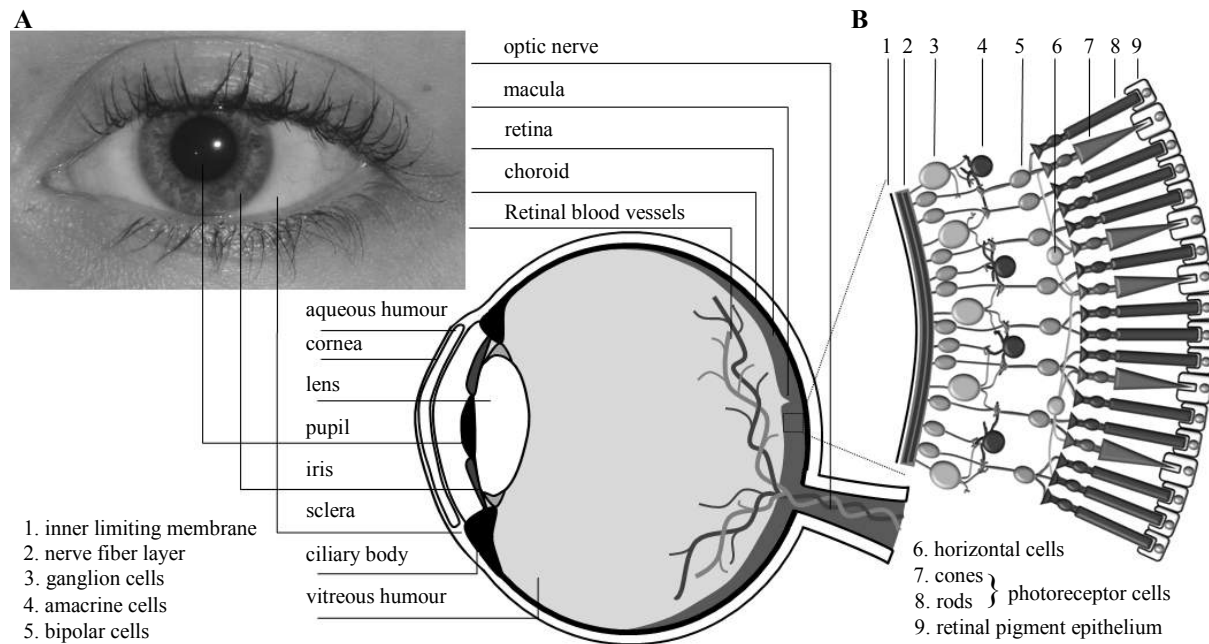 A
optic nerve
macula
retina
choroid
Retinal blood vessels
aqueous humour
cornea
lens
pupil
iris
sclera
ciliary body
vitreous humour
1. inner limiting membrane
2. nerve fiber layer
3. ganglion cells
4. amacrine cells
5. bipolar cells
B
1 2 3 4 5 6 7 8 9
6. horizontal cells
7. cones
8. rods } photoreceptor cells
9. retinal pigment epithelium